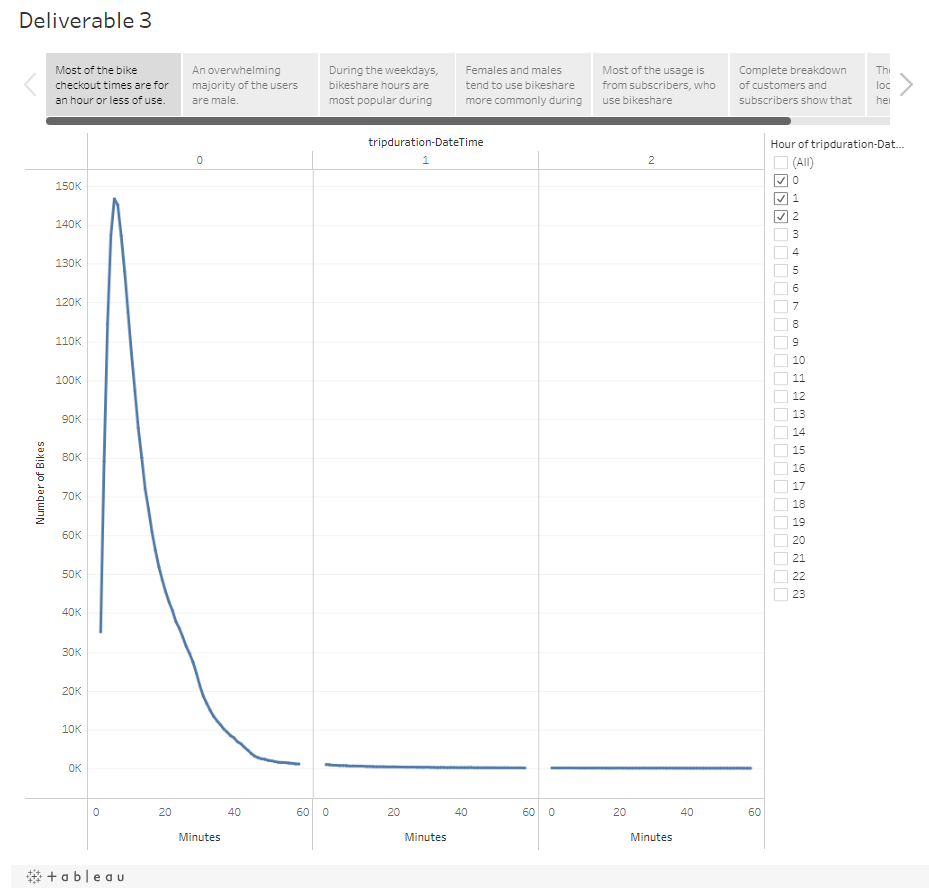 Deliverable 3
Most of the bike
checkout times are for
an hour or less of use.
An overwhelming
majority of the users
are male.
During the weekdays,
bikeshare hours are
most popular during
Females and males
tend to use bikeshare
more commonly during
Most of the usage is
from subscribers, who
use bikeshare
Complete breakdown
of customers and
subscribers show that
tripduration-DateTime
0
1
2
150K
140K
130K
120K
110K
100K
90K
80K
70K
60K
50K
40K
30K
20K
10K
0K
Number of Bikes
0 20 40 60
0 20 40 60
0 20 40 60
Minutes
Minutes
Minutes
Hour of tripduration-Dat...
(All)
0
1
2
3
4
5
6
7
8
9
10
11
12
13
14
15
16
17
18
19
20
21
22
23
+ a b | e a u